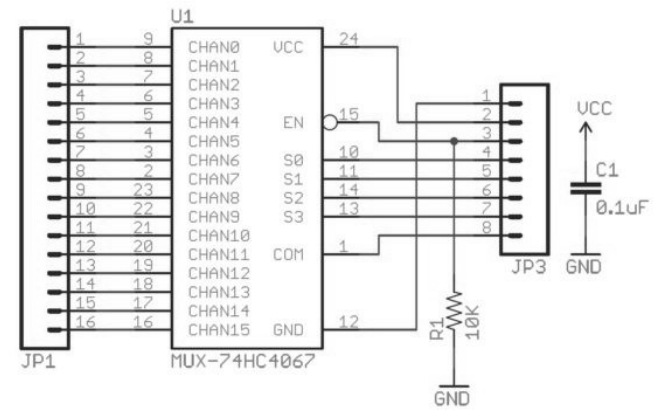 U1
1 9 CHAN0 VCC 24
2 8 CHAN1
3 7 CHAN2
4 6 CHAN3
5 5 CHAN4 EN 15
6 4 CHAN5
7 3 CHAN6 S0 10
8 2 CHAN7 S1 11
9 23 CHAN8 S2 14
10 22 CHAN9 S3 13
11 21 CHAN10
12 20 CHAN11 COM 1
13 19 CHAN12
14 18 CHAN13
15 17 CHAN14
16 16 CHAN15 GND 12
JP1
MUX-74HC4067
1
2
3
4
5
6
7
8
JP3
R1
10K
GND
VCC
C1
0.1uF
GND